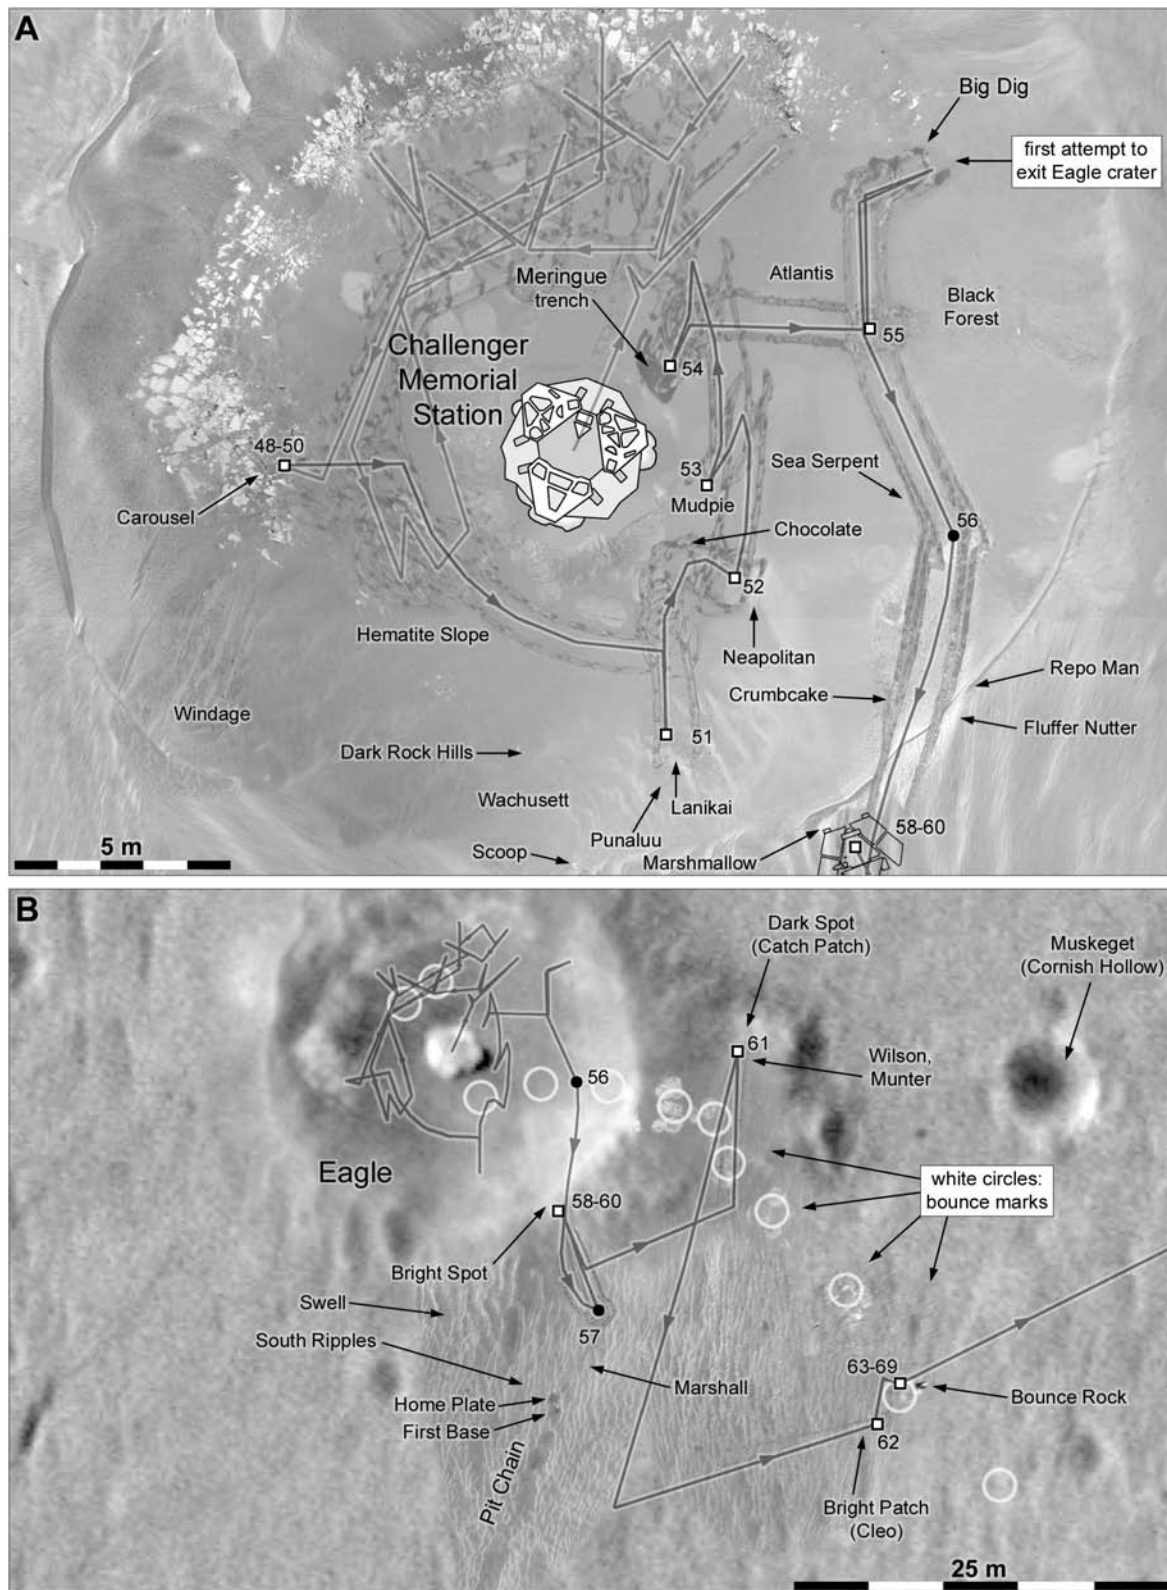 A
Big Dig
first attempt to
exit Eagle crater
Meringue
trench
Atlantis
Black
Forest
55
54
Challenger
Memorial
Station
48-50
Carousel
53
Mudpie
Sea Serpent
Chocolate
56
52
Hematite Slope
Neapolitan
Crumbcake
Repo Man
Windage
Fluffer Nutter
51
Dark Rock Hills
Lanikai
Wachusett
Punaluu
58-60
Scoop
Marshmallow
5 m
B
Dark Spot
(Catch Patch)
Muskeget
(Cornish Hollow)
61
Wilson,
Munter
56
Eagle
white circles:
bounce marks
58-60
Bright Spot
Swell
57
South Ripples
Marshall
63-69
Bounce Rock
Home Plate
First Base
62
Pit Chain
Bright Patch
(Cleo)
25 m